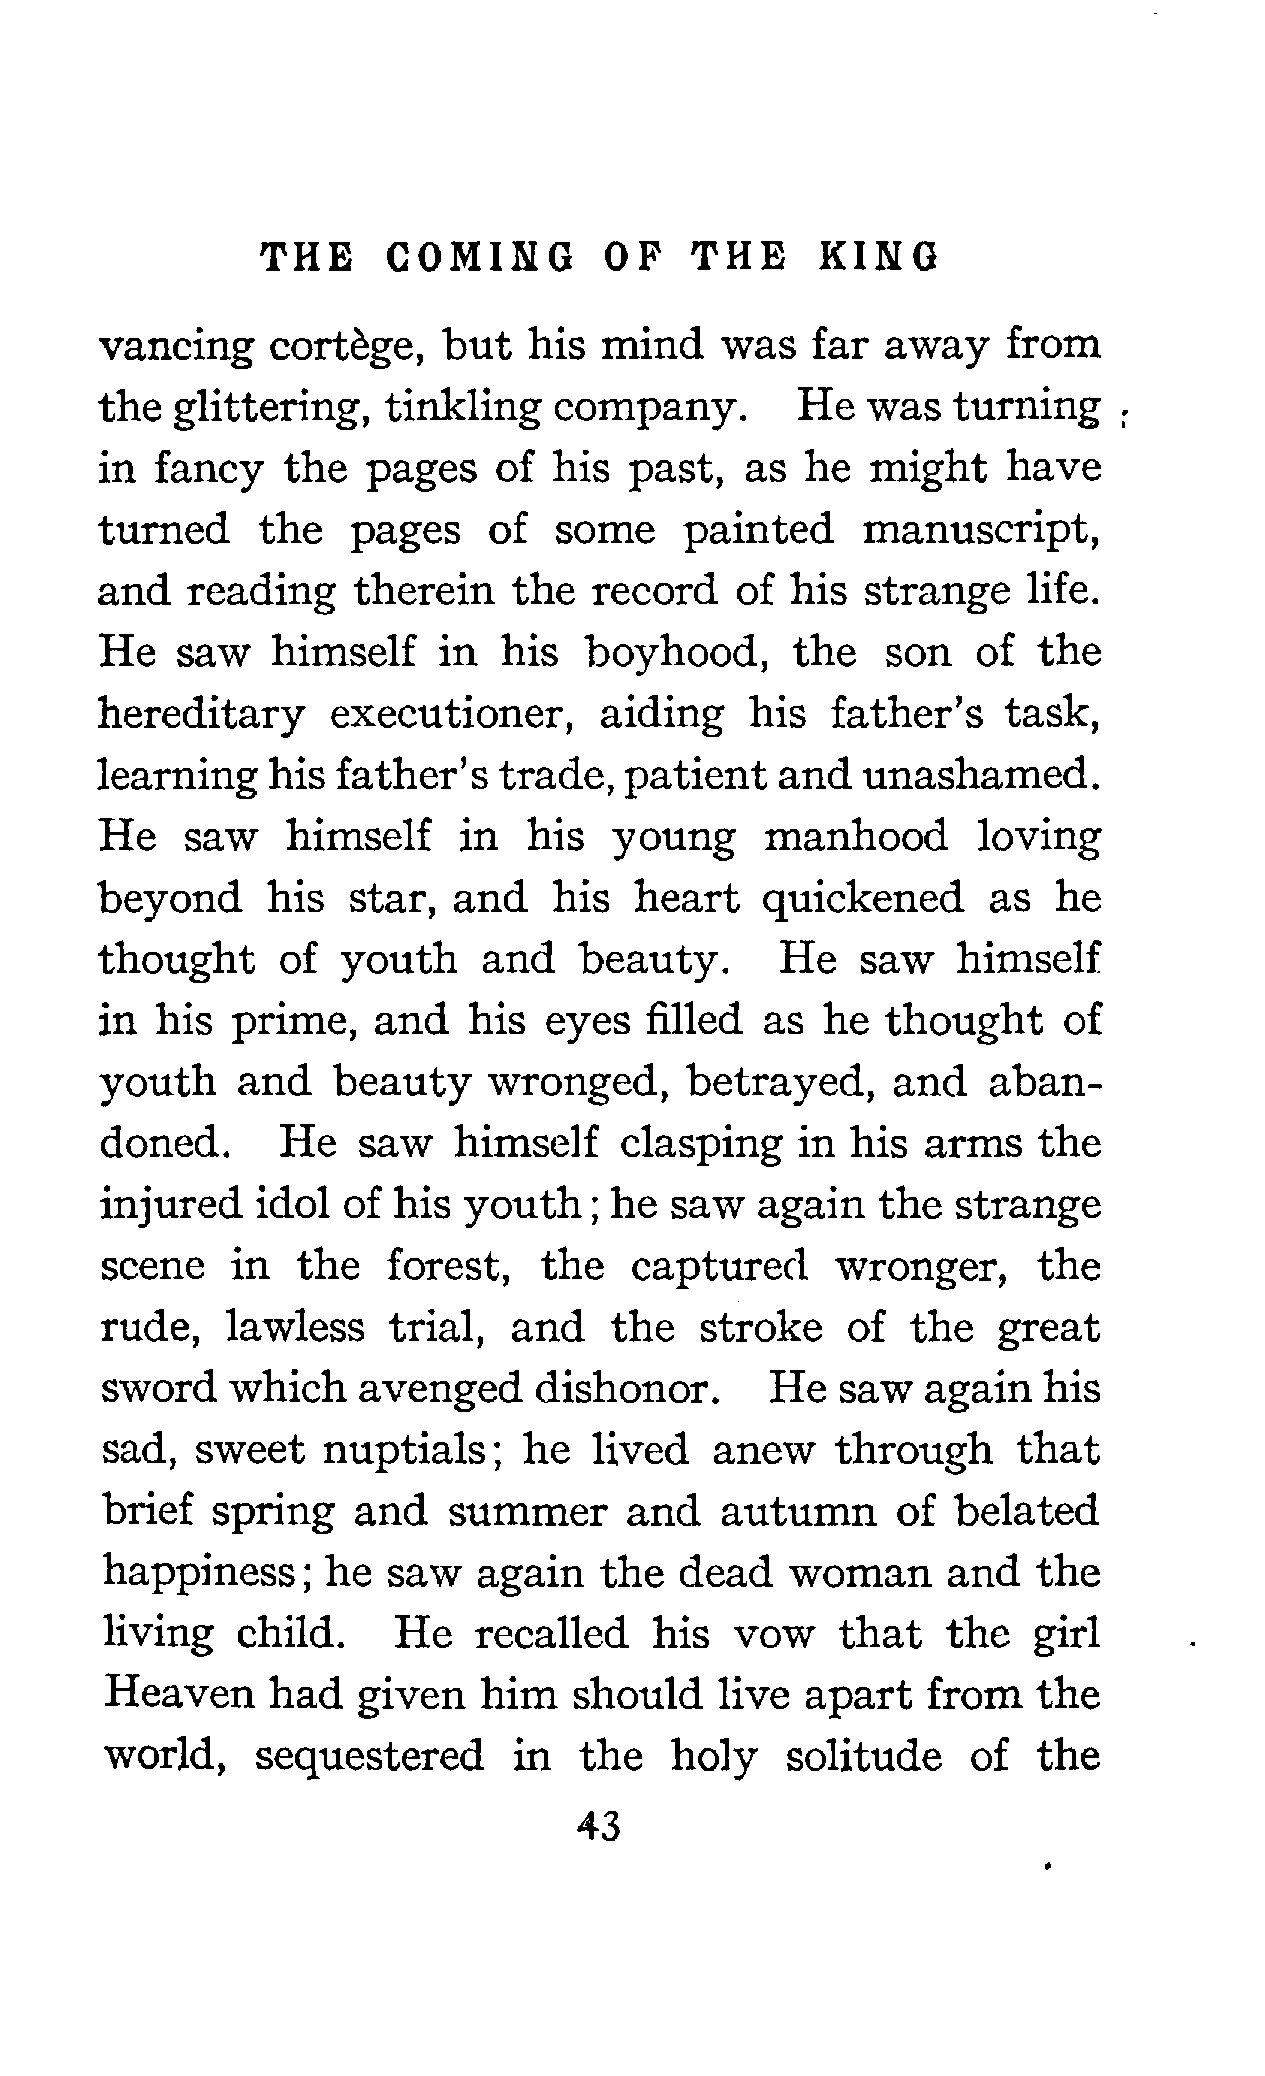 THE COMING OF THE KING
vancing cortège, but his mind was far away from
the glittering, tinkling company. He was turning
in fancy the pages of his past, as he might have
turned the pages of some painted manuscript,
and reading therein the record of his strange life.
He saw himself in his boyhood, the son of the
hereditary executioner, aiding his father's task,
learning his father's trade, patient and unashamed.
He saw himself in his young manhood loving
beyond his star, and his heart quickened as he
thought of youth and beauty. He saw himself
in his prime, and his eyes filled as he thought of
youth and beauty wronged, betrayed, and aban-
doned. He saw himself clasping in his arms the
injured idol of his youth; he saw again the strange
scene in the forest, the captured wronger, the
rude, lawless trial, and the stroke of the great
sword which avenged dishonor. He saw again his
sad, sweet nuptials; he lived anew through that
brief spring and summer and autumn of belated
happiness; he saw again the dead woman and the
living child. He recalled his vow that the girl
Heaven had given him should live apart from the
world, sequestered in the holy solitude of the
43